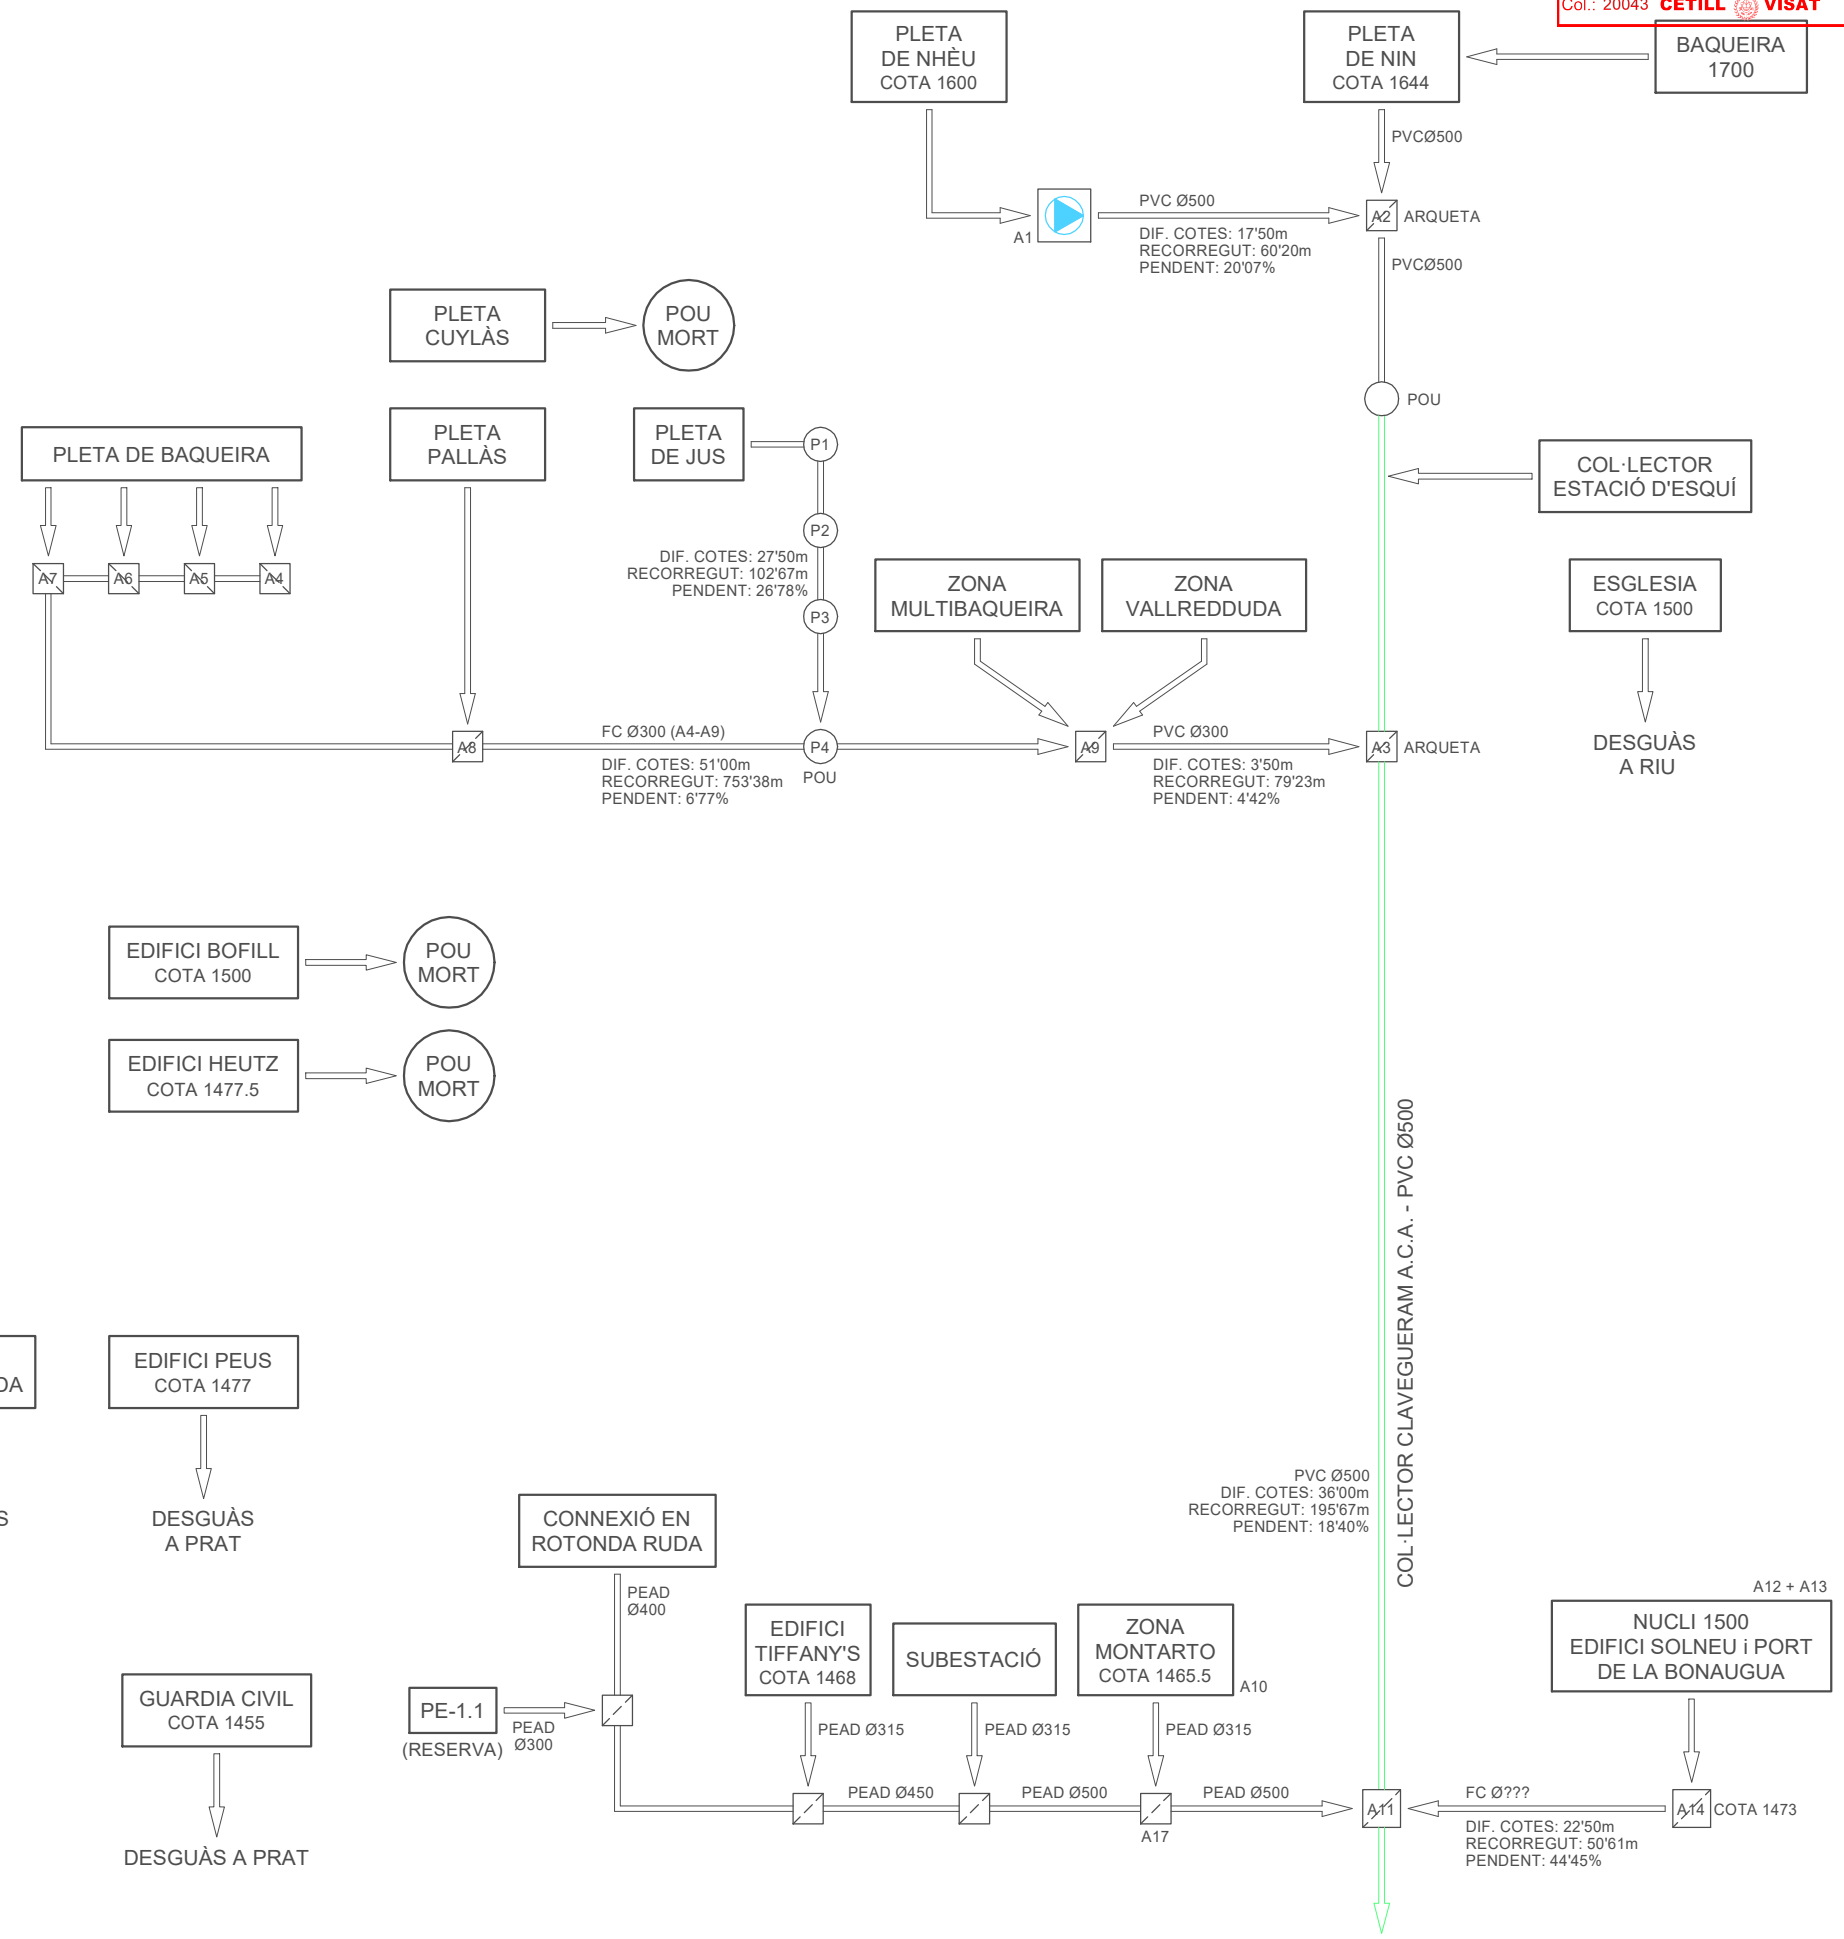 Col.: 20043 CETILL VISAT
PLETA
DE NHÈU
COTA 1600
PLETA
DE NIN
COTA 1644
BAQUEIRA
1700
PVCØ500
A1
PVC Ø500
DIF. COTES: 17'50m
RECORREGUT: 60'20m
PENDENT: 20'07%
A2
ARQUETA
PVCØ500
PLETA
CUYLÀS
POU
MORT
POU
PLETA DE BAQUEIRA
PLETA
PALLÀS
PLETA
DE JUS
P1
COL·LECTOR
ESTACIÓ D'ESQUÍ
P2
DIF. COTES: 27'50m
RECORREGUT: 102'67m
PENDENT: 26'78%
A7
A6
A5
A4
P3
ZONA
MULTIBAQUEIRA
ZONA
VALLREDDUDA
ESGLESIA
COTA 1500
A8
FC Ø300 (A4-A9)
DIF. COTES: 51'00m
RECORREGUT: 753'38m
PENDENT: 6'77%
P4
POU
A9
PVC Ø300
DIF. COTES: 3'50m
RECORREGUT: 79'23m
PENDENT: 4'42%
A3
ARQUETA
DESGUÀS
A RIU
EDIFICI BOFILL
COTA 1500
POU
MORT
EDIFICI HEUTZ
COTA 1477.5
POU
MORT
COL·LECTOR CLAVEGUERAM A.C.A. - PVC Ø500
DA
EDIFICI PEUS
COTA 1477
S
DESGUÀS
A PRAT
PVC Ø500
DIF. COTES: 36'00m
RECORREGUT: 195'67m
PENDENT: 18'40%
CONNEXIÓ EN
ROTONDA RUDA
PEAD
Ø400
EDIFICI
TIFFANY'S
COTA 1468
SUBESTACIÓ
ZONA
MONTARTO
COTA 1465.5
A10
A12 + A13
NUCLI 1500
EDIFICI SOLNEU i PORT
DE LA BONAUGUA
GUARDIA CIVIL
COTA 1455
PE-1.1
(RESERVA)
PEAD
Ø300
PEAD Ø315
PEAD Ø315
PEAD Ø315
PEAD Ø450
PEAD Ø500
A17
PEAD Ø500
A11
FC Ø???
DIF. COTES: 22'50m
RECORREGUT: 50'61m
PENDENT: 44'45%
A14
COTA 1473
DESGUÀS A PRAT